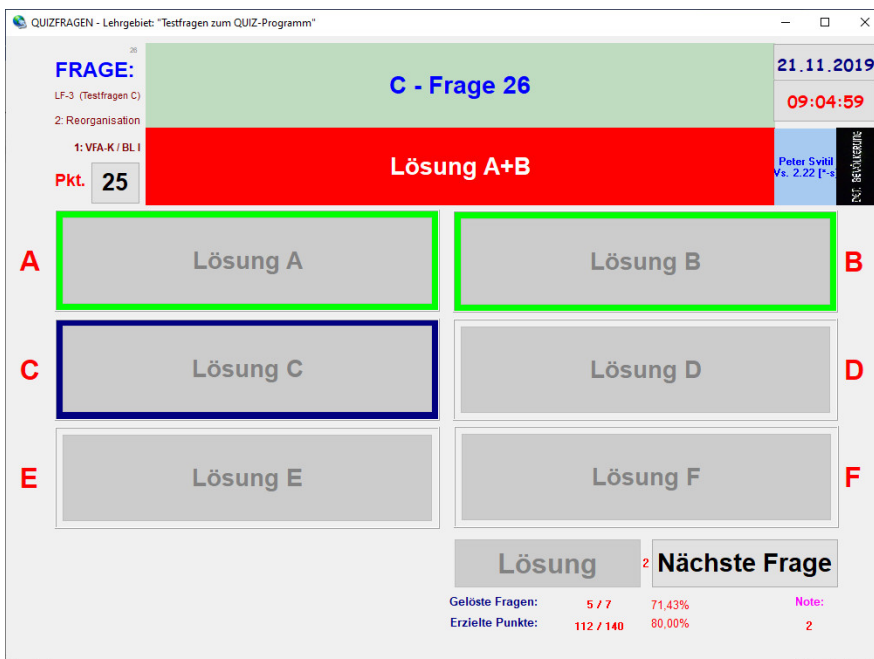 QUIZFRAGEN - Lehrgebiet: "Testfragen zum QUIZ-Programm"
26
FRAGE:
LF-3 (Testfragen C)
2: Reorganisation
1: VFA-K / BL I
Pkt. 25
C - Frage 26
Lösung A+B
21.11.2019
09:04:59
Peter Svitil
Vs. 2.22 [*-s
A
Lösung A
Lösung B
B
C
Lösung C
Lösung D
D
E
Lösung E
Lösung F
F
Lösung
2
Nächste Frage
Gelöste Fragen: 5 / 7 71,43% Note:
Erzielte Punkte: 112 / 140 80,00% 2